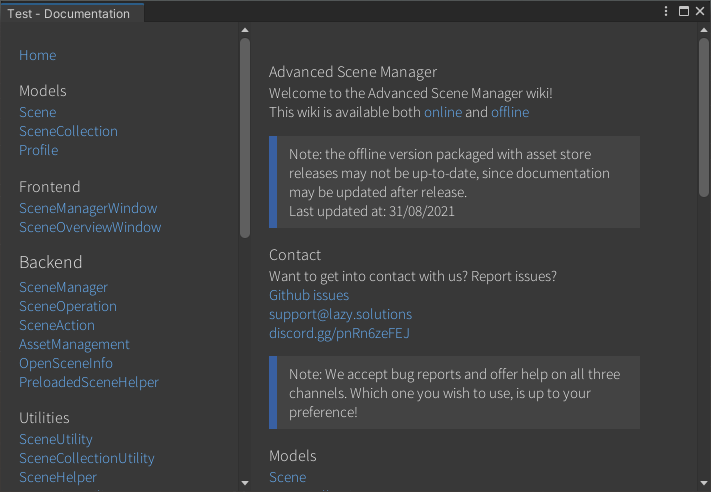 Test - Documentation
Home
Models
Scene
SceneCollection
Profile
Frontend
SceneManagerWindow
SceneOverviewWindow
Backend
SceneManager
SceneOperation
SceneAction
AssetManagement
OpenSceneInfo
PreloadedSceneHelper
Utilities
SceneUtility
SceneCollectionUtility
SceneHelper
Advanced Scene Manager
Welcome to the Advanced Scene Manager wiki!
This wiki is available both online and offline
Note: the offline version packaged with asset store
releases may not be up-to-date, since documentation
may be updated after release.
Last updated at: 31/08/2021
Contact
Want to get into contact with us? Report issues?
Github issues
support@lazy.solutions
discord.gg/pnRn6zeFEJ
Note: We accept bug reports and offer help on all three
channels. Which one you wish to use, is up to your
preference!
Models
Scene